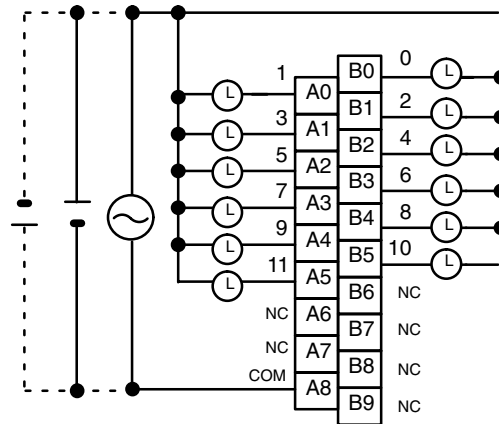 0
1 L A0 B0 L
2
3 L A1 B1 L
4
5 L A2 B2 L
6
7 L A3 B3 L
8
9 L A4 B4 L
10
11 L A5 B5 L
NC A6 B6 NC
NC A7 B7 NC
COM A8 B8 NC
B9 NC